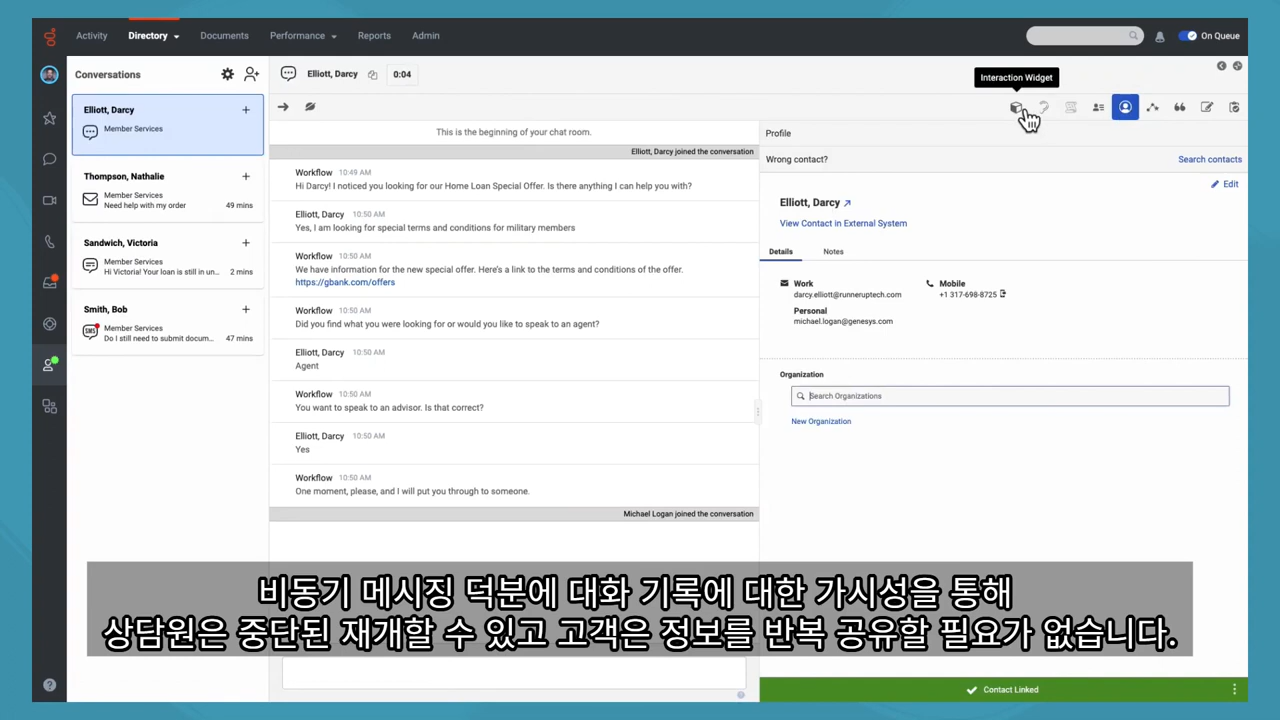 Activity
Directory
Documents
Performance
Reports
Admin
On Queue
Conversations
Elliott, Darcy
Member Services
Thompson, Nathalie
Member Services
Need help with my order
49 mins
Sandwich, Victoria
Member Services
Hi Victoria! Your loan is still in un...
2 mins
Smith, Bob
SMS
Member Services
Do I still need to submit docum...
47 mins
Elliott, Darcy
0:04
Interaction Widget
This is the beginning of your chat room.
Elliott, Darcy joined the conversation
Workflow 10:49 AM
Hi Darcy! I noticed you looking for our Home Loan Special Offer. Is there anything I can help you with?
Elliott, Darcy 10:50 AM
Yes, I am looking for special terms and conditions for military members
Workflow 10:50 AM
We have information for the new special offer. Here's a link to the terms and conditions of the offer.
https://gbank.com/offers
Workflow 10:50 AM
Did you find what you were looking for or would you like to speak to an agent?
Elliott, Darcy 10:50 AM
Agent
Workflow 10:50 AM
You want to speak to an advisor. Is that correct?
Elliott, Darcy 10:50 AM
Yes
Workflow 10:50 AM
One moment, please, and I will put you through to someone.
Michael Logan joined the conversation
Profile
Wrong contact?
Search contacts
Edit
Elliott, Darcy
View Contact in External System
Details
Notes
Work
darcy.elliott@runneruptech.com
Mobile
+1 317-698-8725
Personal
michael.logan@genesys.com
Organization
Search Organizations
New Organization
비동기 메시징 덕분에 대화 기록에 대한 가시성을 통해
상담원은 중단된 재개할 수 있고 고객은 정보를 반복 공유할 필요가 없습니다.
Contact Linked